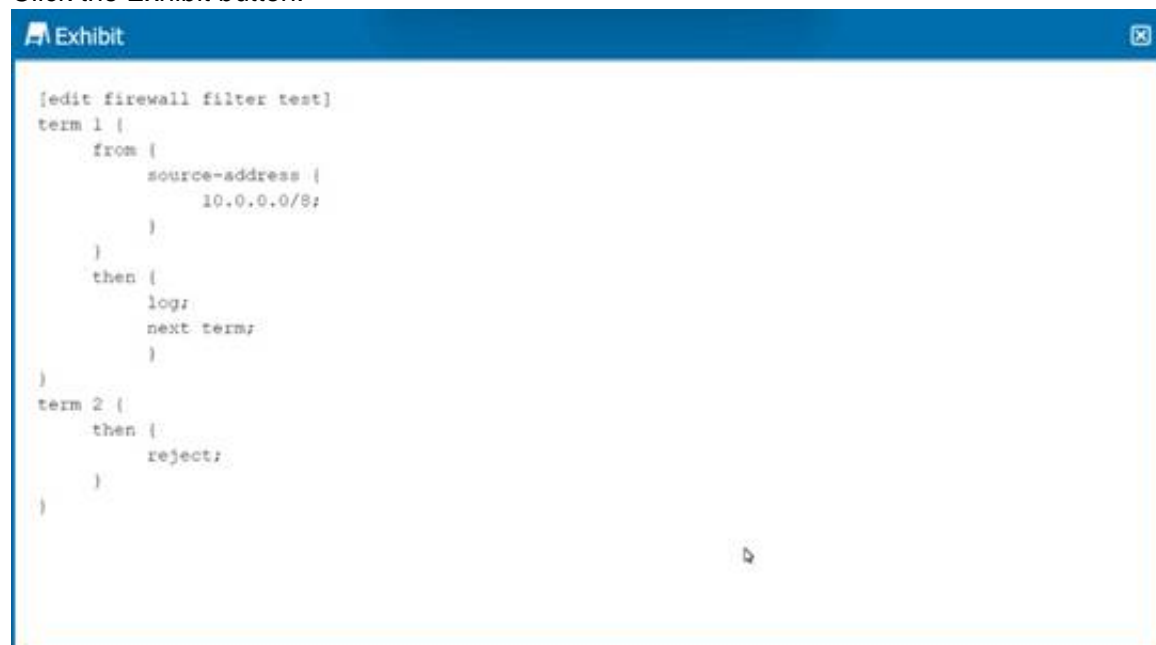 Click the Exhibit button.
Exhibit
[edit firewall filter test]
term 1 {
from {
source-address {
10.0.0.0/8;
}
}
then {
log;
next term;
}
}
term 2 {
then {
reject;
}
}